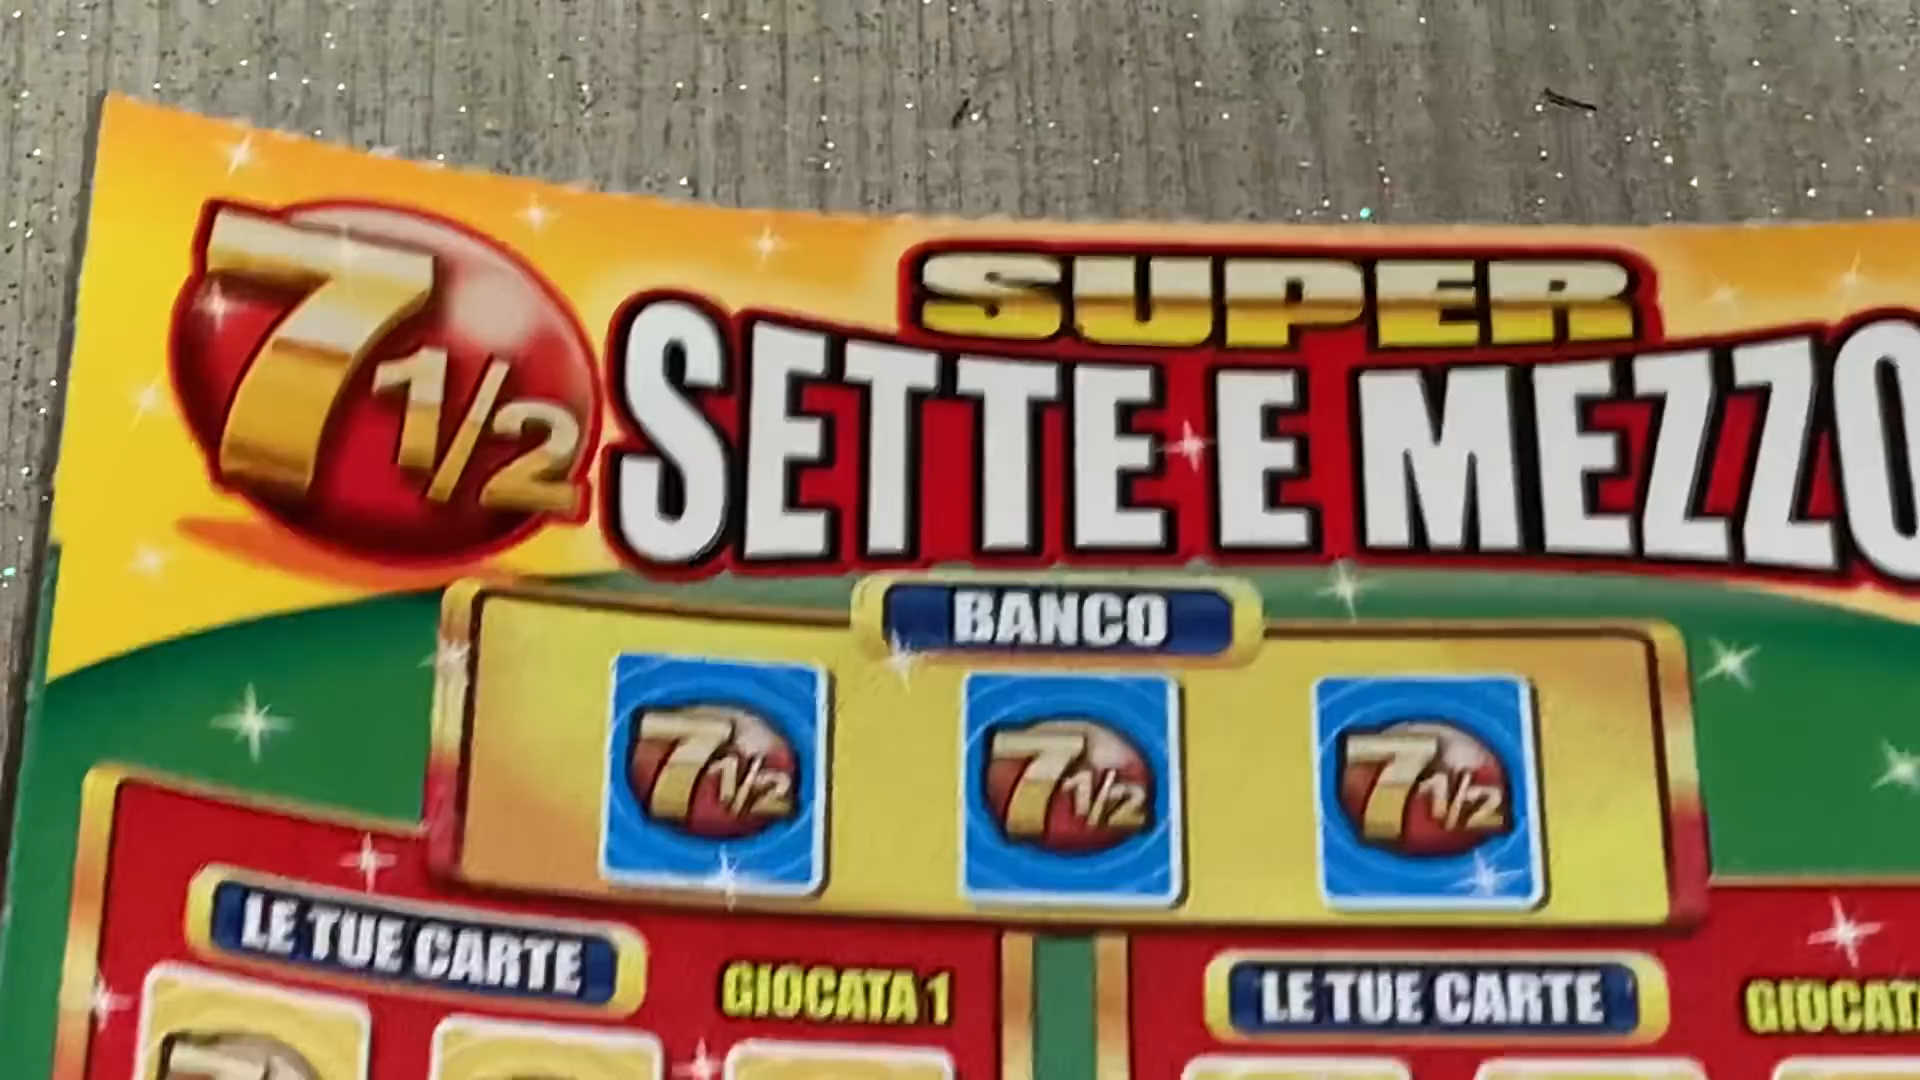 7 1/2
SUPER
SETTE E MEZZO
BANCO
7 1/2
7 1/2
7 1/2
LE TUE CARTE
GIOCATA 1
LE TUE CARTE